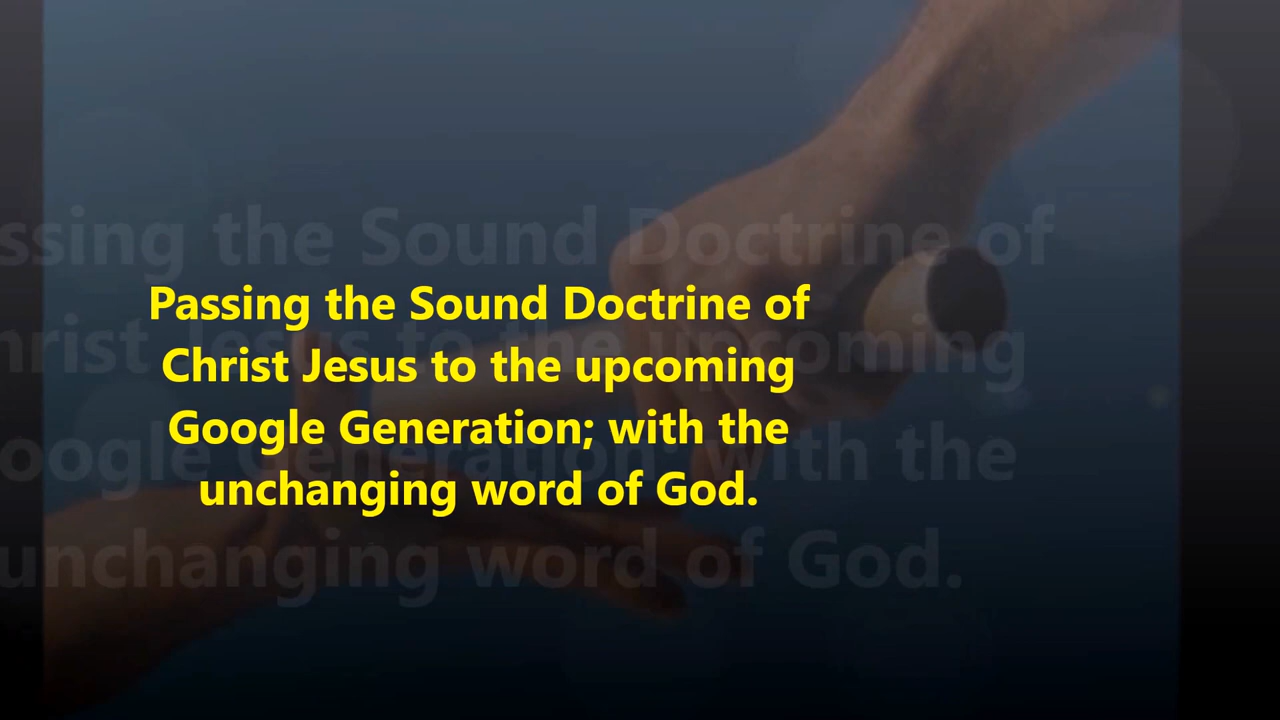 Passing the Sound Doctrine of
Christ Jesus to the upcoming
Google Generation; with the
unchanging word of God.